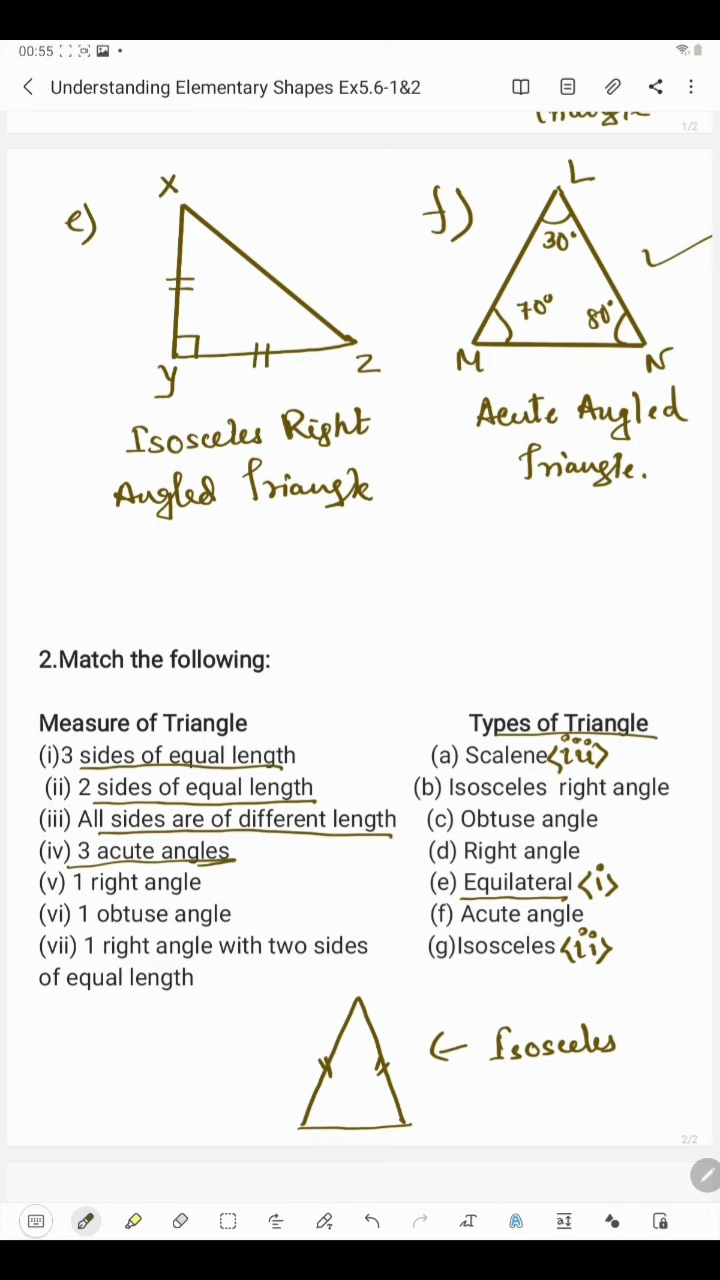 00:55
Understanding Elementary Shapes Ex5.6-1&2
1/2
e)
X
Y
Z
Isosceles Right
Angled Triangle
f)
L
30°
70°
80°
M
N
Acute Angled
Triangle.
2.Match the following:
Measure of Triangle Types of Triangle
(i)3 sides of equal length (a) Scalene <iii>
(ii) 2 sides of equal length (b) Isosceles right angle
(iii) All sides are of different length (c) Obtuse angle
(iv) 3 acute angles (d) Right angle
(v) 1 right angle (e) Equilateral <i>
(vi) 1 obtuse angle (f) Acute angle
(vii) 1 right angle with two sides (g)Isosceles <ii>
of equal length
← Isosceles
2/2